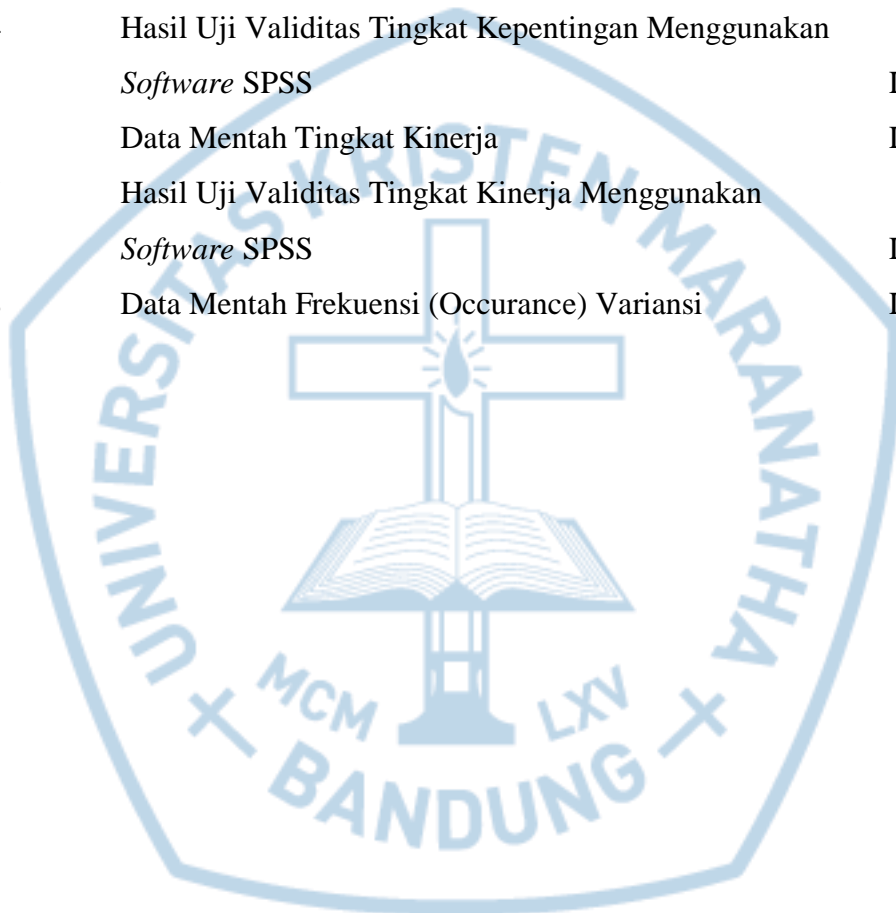 Hasil Uji Validitas Tingkat Kepentingan Menggunakan
Software SPSS
Data Mentah Tingkat Kinerja
Hasil Uji Validitas Tingkat Kinerja Menggunakan
Software SPSS
Data Mentah Frekuensi (Occurance) Variansi
UNIVERSITAS KRISTEN MARANATHA
MCM LXV
BANDUNG